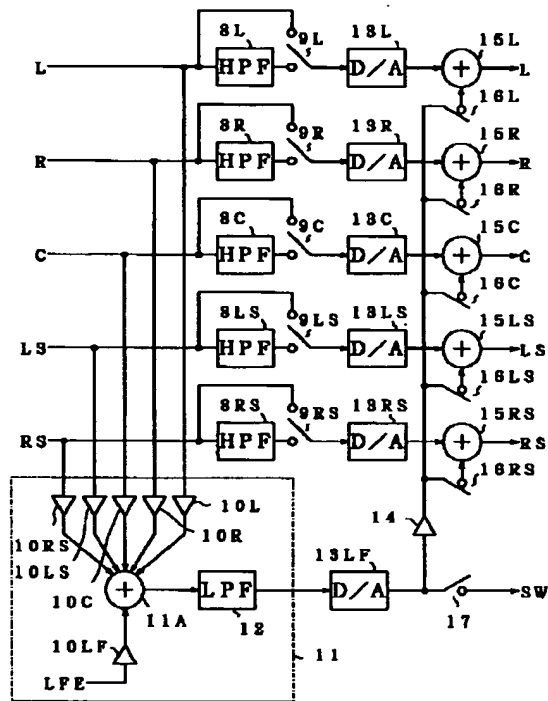 8L 9L 13L 15L
L HPF D/A + L
16L
8R 9R 13R 15R
R HPF D/A + R
16R
8C 9C 13C 15C
C HPF D/A + C
16C
8LS 9LS 13LS 15LS
LS HPF D/A + LS
16LS
8RS 9RS 13RS 15RS
RS HPF D/A + RS
16RS
10L
10RS 10R 14
10LS 13LF
10C + LPF D/A SW
11A 12 17
10LF 11
LFE